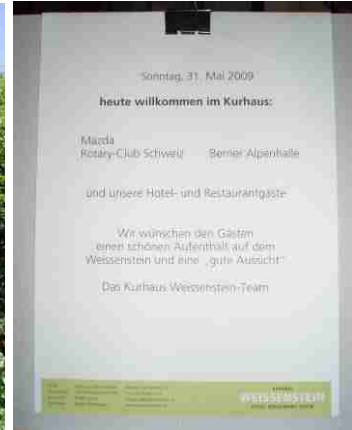 Sonntag, 31. Mai 2009
heute willkommen im Kurhaus:
Mazda
Rotary-Club Schweiz Berner Alpenhalle
und unsere Hotel- und Restaurantgäste
Wir wünschen den Gästen
einen schönen Aufenthalt auf dem
Weissenstein und eine „gute Aussicht"
Das Kurhaus Weissenstein-Team
WEISSENSTEIN